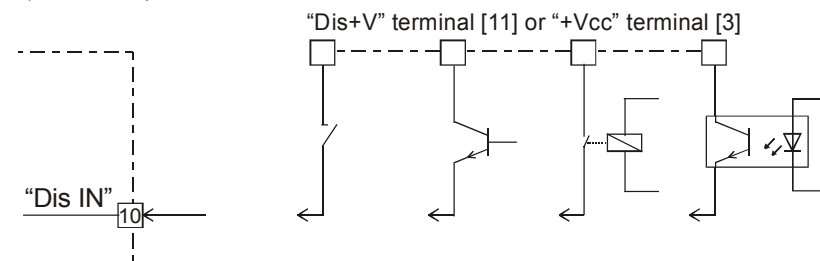 “Dis+V” terminal [11] or “+Vcc” terminal [3]
“Dis IN”
10